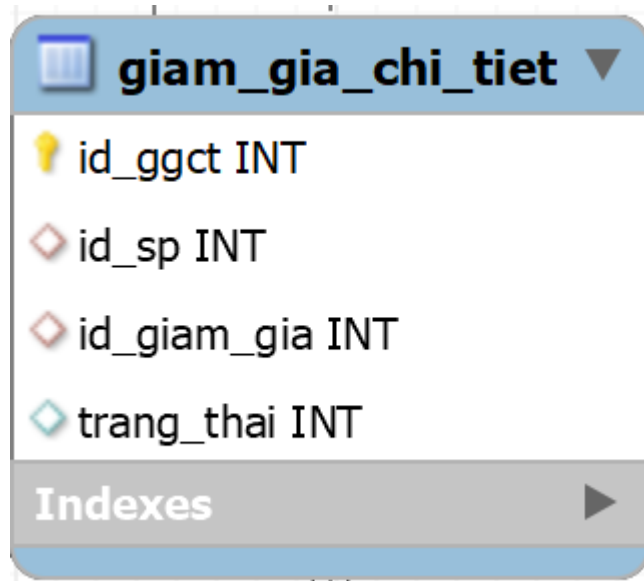 giam_gia_chi_tiet
id_ggct INT
id_sp INT
id_giam_gia INT
trang_thai INT
Indexes